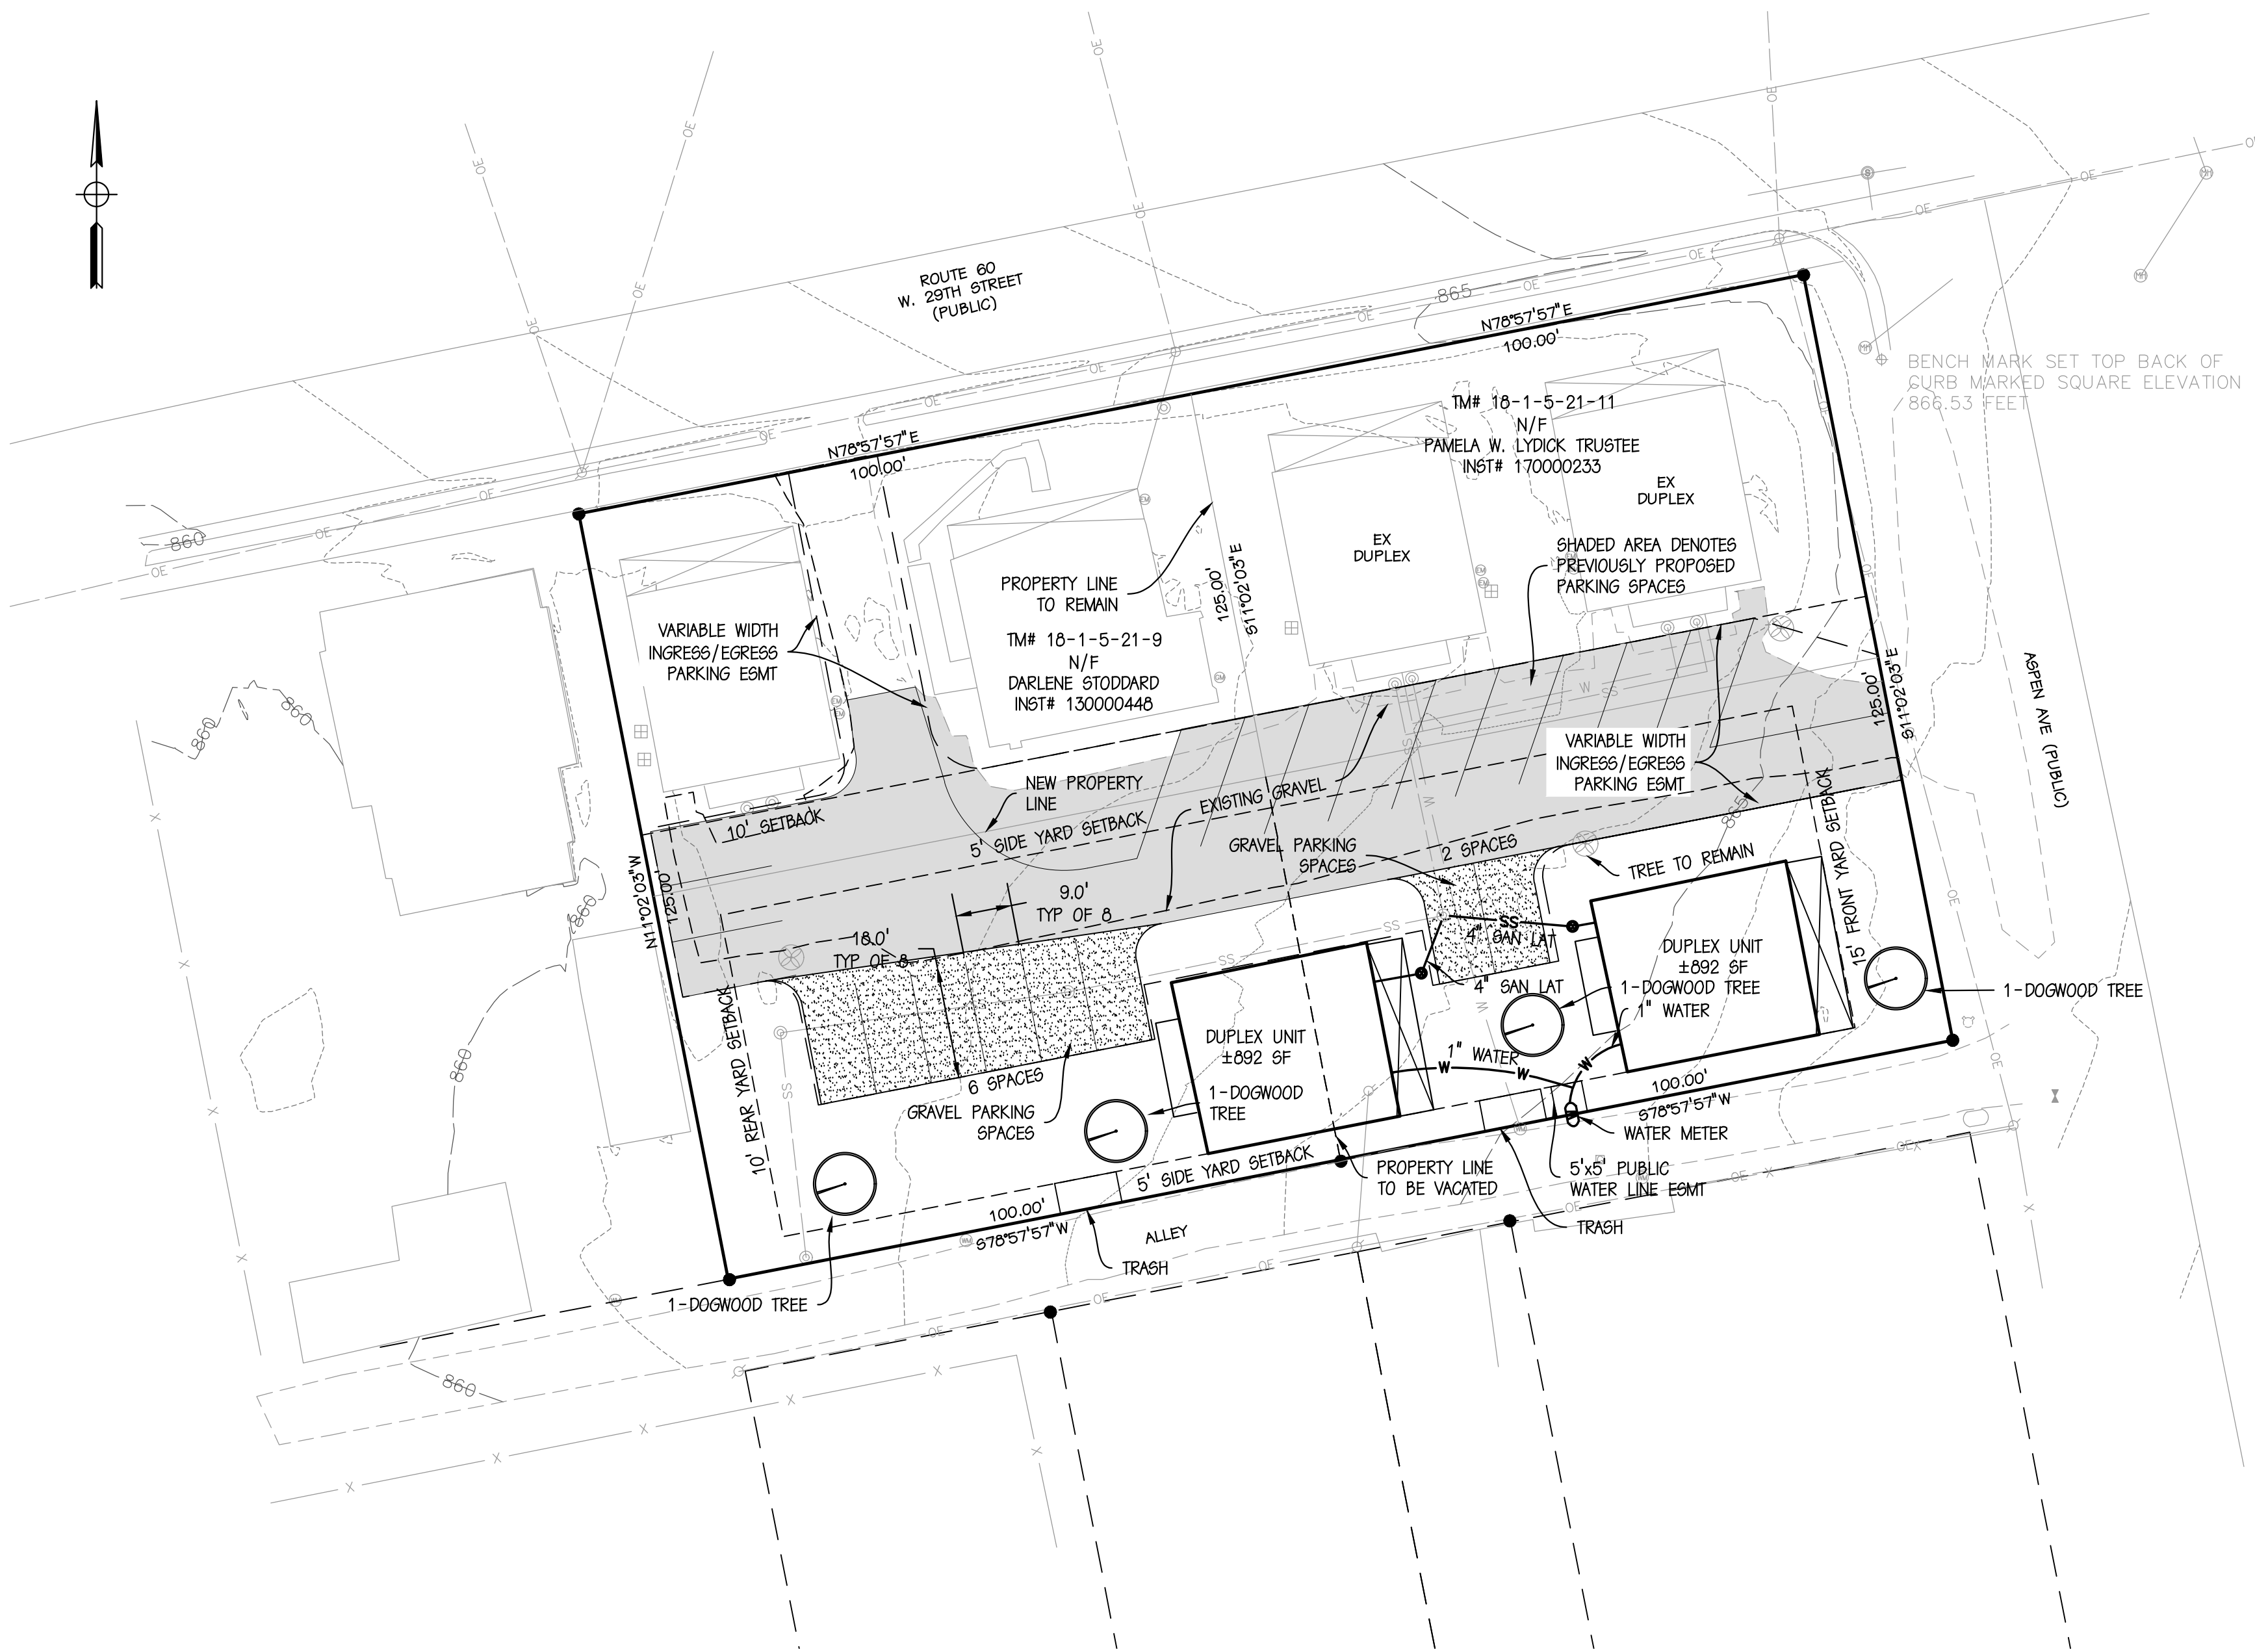 ROUTE 60
W. 29TH STREET
(PUBLIC)
865
N78°57'57"E
100.00'
BENCH MARK SET TOP BACK OF
CURB MARKED SQUARE ELEVATION
866.53 FEET
N78°57'57"E
100.00'
TM# 18-1-5-21-11
N/F
PAMELA W. LYDICK TRUSTEE
INST# 170000233
EX
DUPLEX
EX
DUPLEX
860
SHADED AREA DENOTES
PREVIOUSLY PROPOSED
PARKING SPACES
PROPERTY LINE
TO REMAIN
125.00'
S11°02'03"E
VARIABLE WIDTH
INGRESS/EGRESS
PARKING ESMT
TM# 18-1-5-21-9
N/F
DARLENE STODDARD
INST# 130000448
125.00'
S11°02'03"E
ASPEN AVE (PUBLIC)
860
860
VARIABLE WIDTH
INGRESS/EGRESS
PARKING ESMT
NEW PROPERTY
LINE
EXISTING GRAVEL
10' SETBACK
5' SIDE YARD SETBACK
865
15' FRONT YARD SETBACK
GRAVEL PARKING
SPACES
2 SPACES
TREE TO REMAIN
N11°02'03"W
125.00'
860
9.0'
TYP OF 8
18.0'
TYP OF 8
SS
4" SAN LAT
4" SAN LAT
DUPLEX UNIT
±892 SF
1-DOGWOOD TREE
1" WATER
1-DOGWOOD TREE
DUPLEX UNIT
±892 SF
1" WATER
W
W
W
10' REAR YARD SETBACK
860
6 SPACES
GRAVEL PARKING
SPACES
1-DOGWOOD
TREE
100.00'
S78°57'57"W
WATER METER
5'x5' PUBLIC
WATER LINE ESMT
PROPERTY LINE
TO BE VACATED
5' SIDE YARD SETBACK
100.00'
S78°57'57"W
ALLEY
TRASH
TRASH
1-DOGWOOD TREE
860